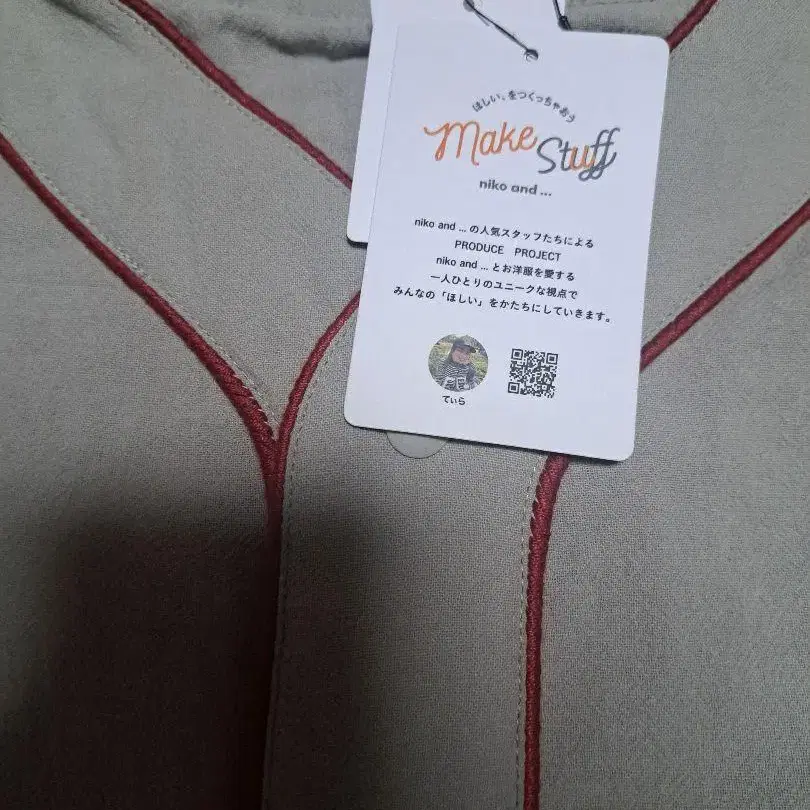 ほしい、をつくっちゃおう
Make Stuff
niko and ...
niko and ... の人気スタッフたちによる
PRODUCE PROJECT
niko and ... とお洋服を愛する
一人ひとりのユニークな視点で
みんなの「ほしい」をかたちにしていきます。
てぃら